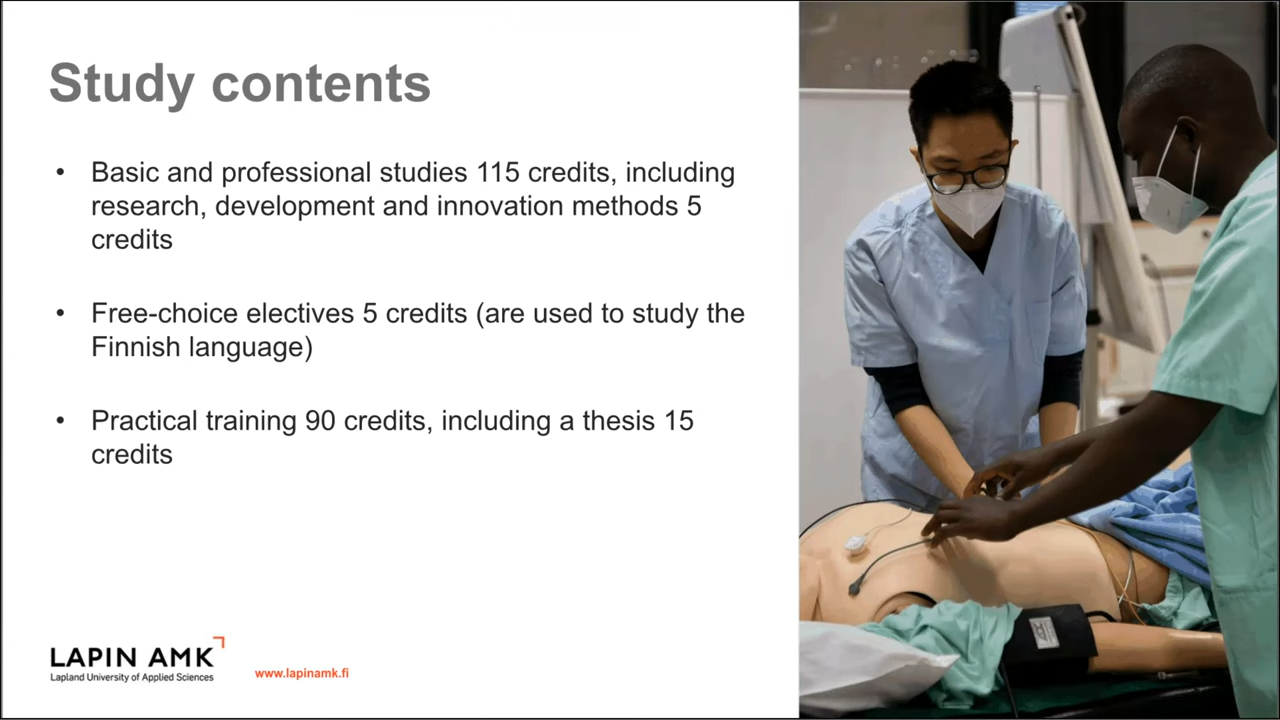 Study contents
• Basic and professional studies 115 credits, including
research, development and innovation methods 5
credits
• Free-choice electives 5 credits (are used to study the
Finnish language)
• Practical training 90 credits, including a thesis 15
credits
LAPIN AMK
Lapland University of Applied Sciences
www.lapinamk.fi